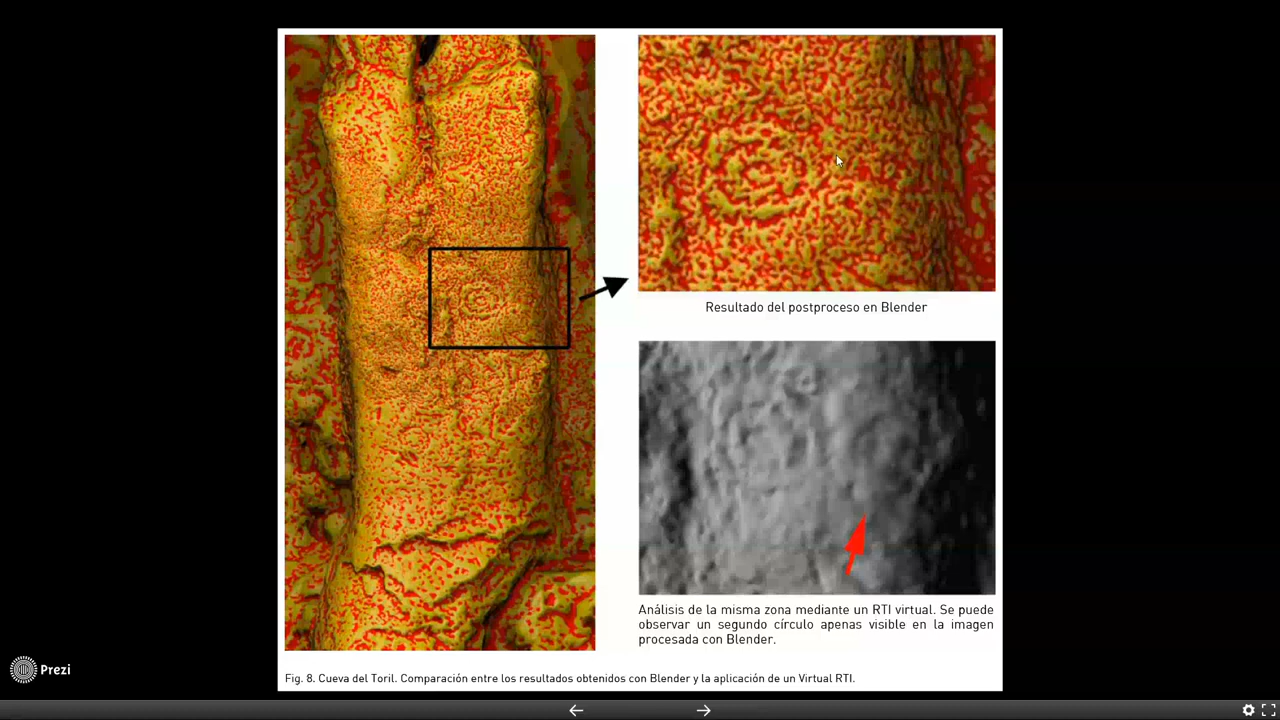 Resultado del postproceso en Blender
Análisis de la misma zona mediante un RTI virtual. Se puede
observar un segundo círculo apenas visible en la imagen
procesada con Blender.
Fig. 8. Cueva del Toril. Comparación entre los resultados obtenidos con Blender y la aplicación de un Virtual RTI.
Prezi